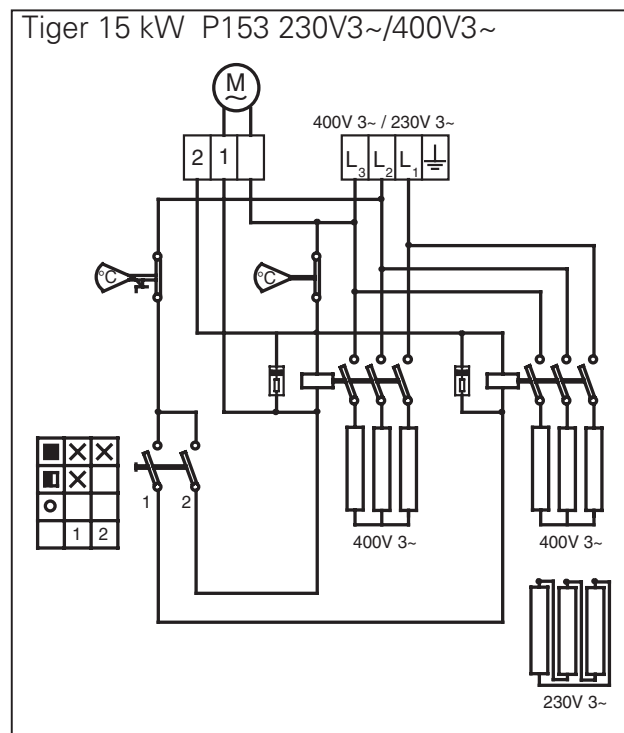 Tiger 15 kW P153 230V3~/400V3~
M
~
400V 3~ / 230V 3~
2 1
L3 L2 L1
°C
°C
1 2
1 2
400V 3~
400V 3~
230V 3~